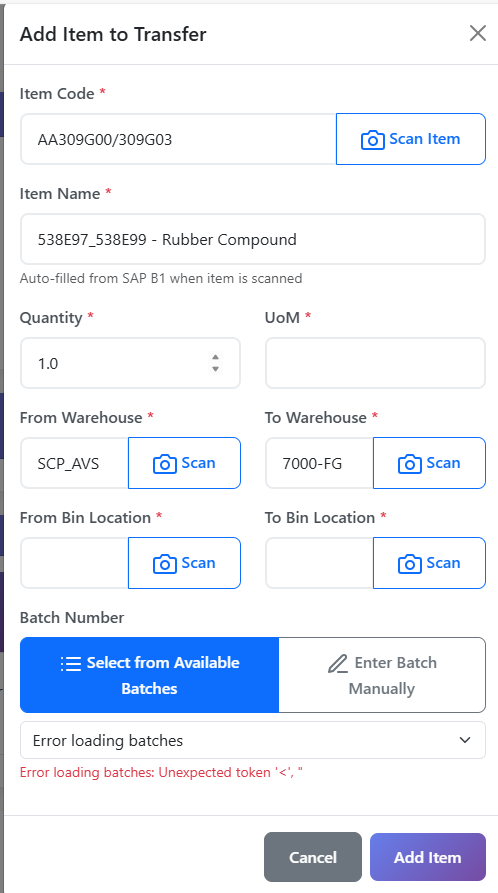 Add Item to Transfer
Item Code *
AA309G00/309G03
Scan Item
Item Name *
538E97_538E99 - Rubber Compound
Auto-filled from SAP B1 when item is scanned
Quantity *
UoM *
1.0
From Warehouse *
To Warehouse *
SCP_AVS
Scan
7000-FG
Scan
From Bin Location *
To Bin Location *
Scan
Scan
Batch Number
Select from Available
Batches
Enter Batch
Manually
Error loading batches
Error loading batches: Unexpected token '<', "
Cancel
Add Item